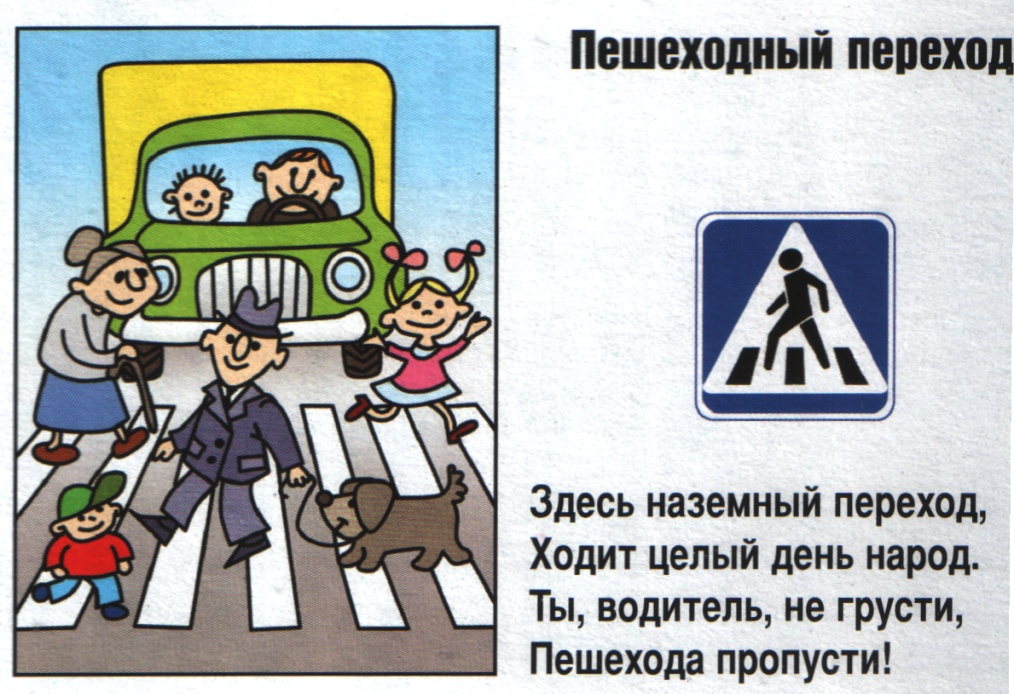 Пешеходный переход
Здесь наземный переход,
Ходит целый день народ.
Ты, водитель, не грусти,
Пешехода пропусти!